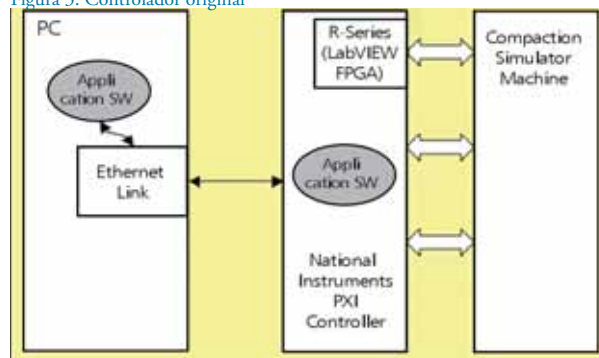 Figura 3. Controlador original
PC
Appli
cation SW
Ethernet
Link
R-Series
(LabVIEW
FPGA)
Appli
cation SW
National
Instruments
PXI
Controller
Compaction
Simulator
Machine